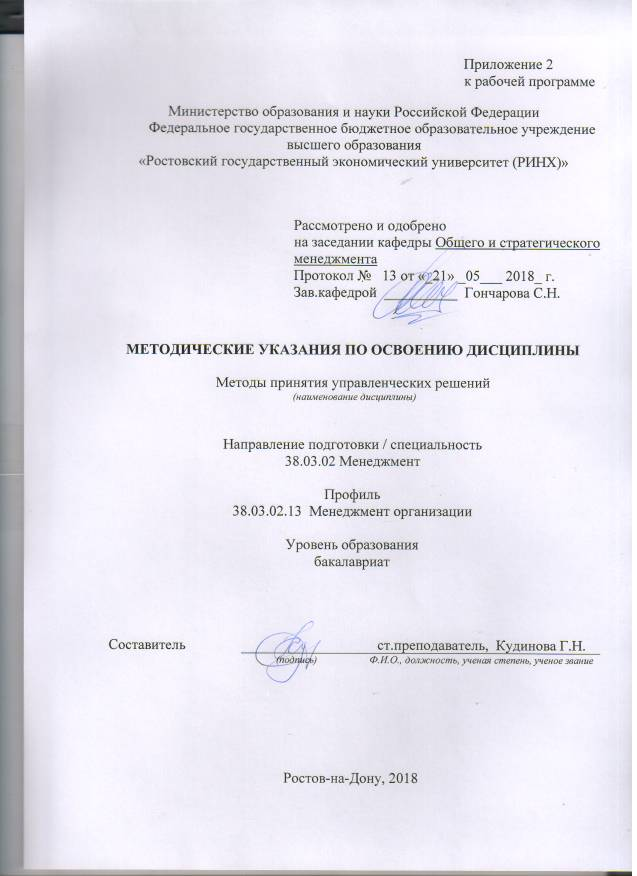 Приложение 2
к рабочей программе
Министерство образования и науки Российской Федерации
Федеральное государственное бюджетное образовательное учреждение
высшего образования
«Ростовский государственный экономический университет (РИНХ)»
Рассмотрено и одобрено
на заседании кафедры Общего и стратегического
менеджмента
Протокол № 13 от «_21» _05___ 2018_ г.
Зав.кафедрой __________ Гончарова С.Н.
МЕТОДИЧЕСКИЕ УКАЗАНИЯ ПО ОСВОЕНИЮ ДИСЦИПЛИНЫ
Методы принятия управленческих решений
(наименование дисциплины)
Направление подготовки / специальность
38.03.02 Менеджмент
Профиль
38.03.02.13 Менеджмент организации
Уровень образования
бакалавриат
Составитель ст.преподаватель, Кудинова Г.Н.
(подпись) Ф.И.О., должность, ученая степень, ученое звание
Ростов-на-Дону, 2018